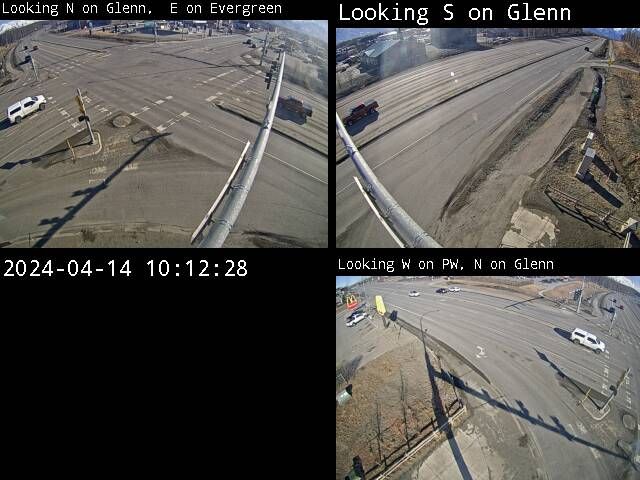 Looking N on Glenn, E on Evergreen
Looking S on Glenn
2024-04-14 10:12:28
Looking W on PW, N on Glenn